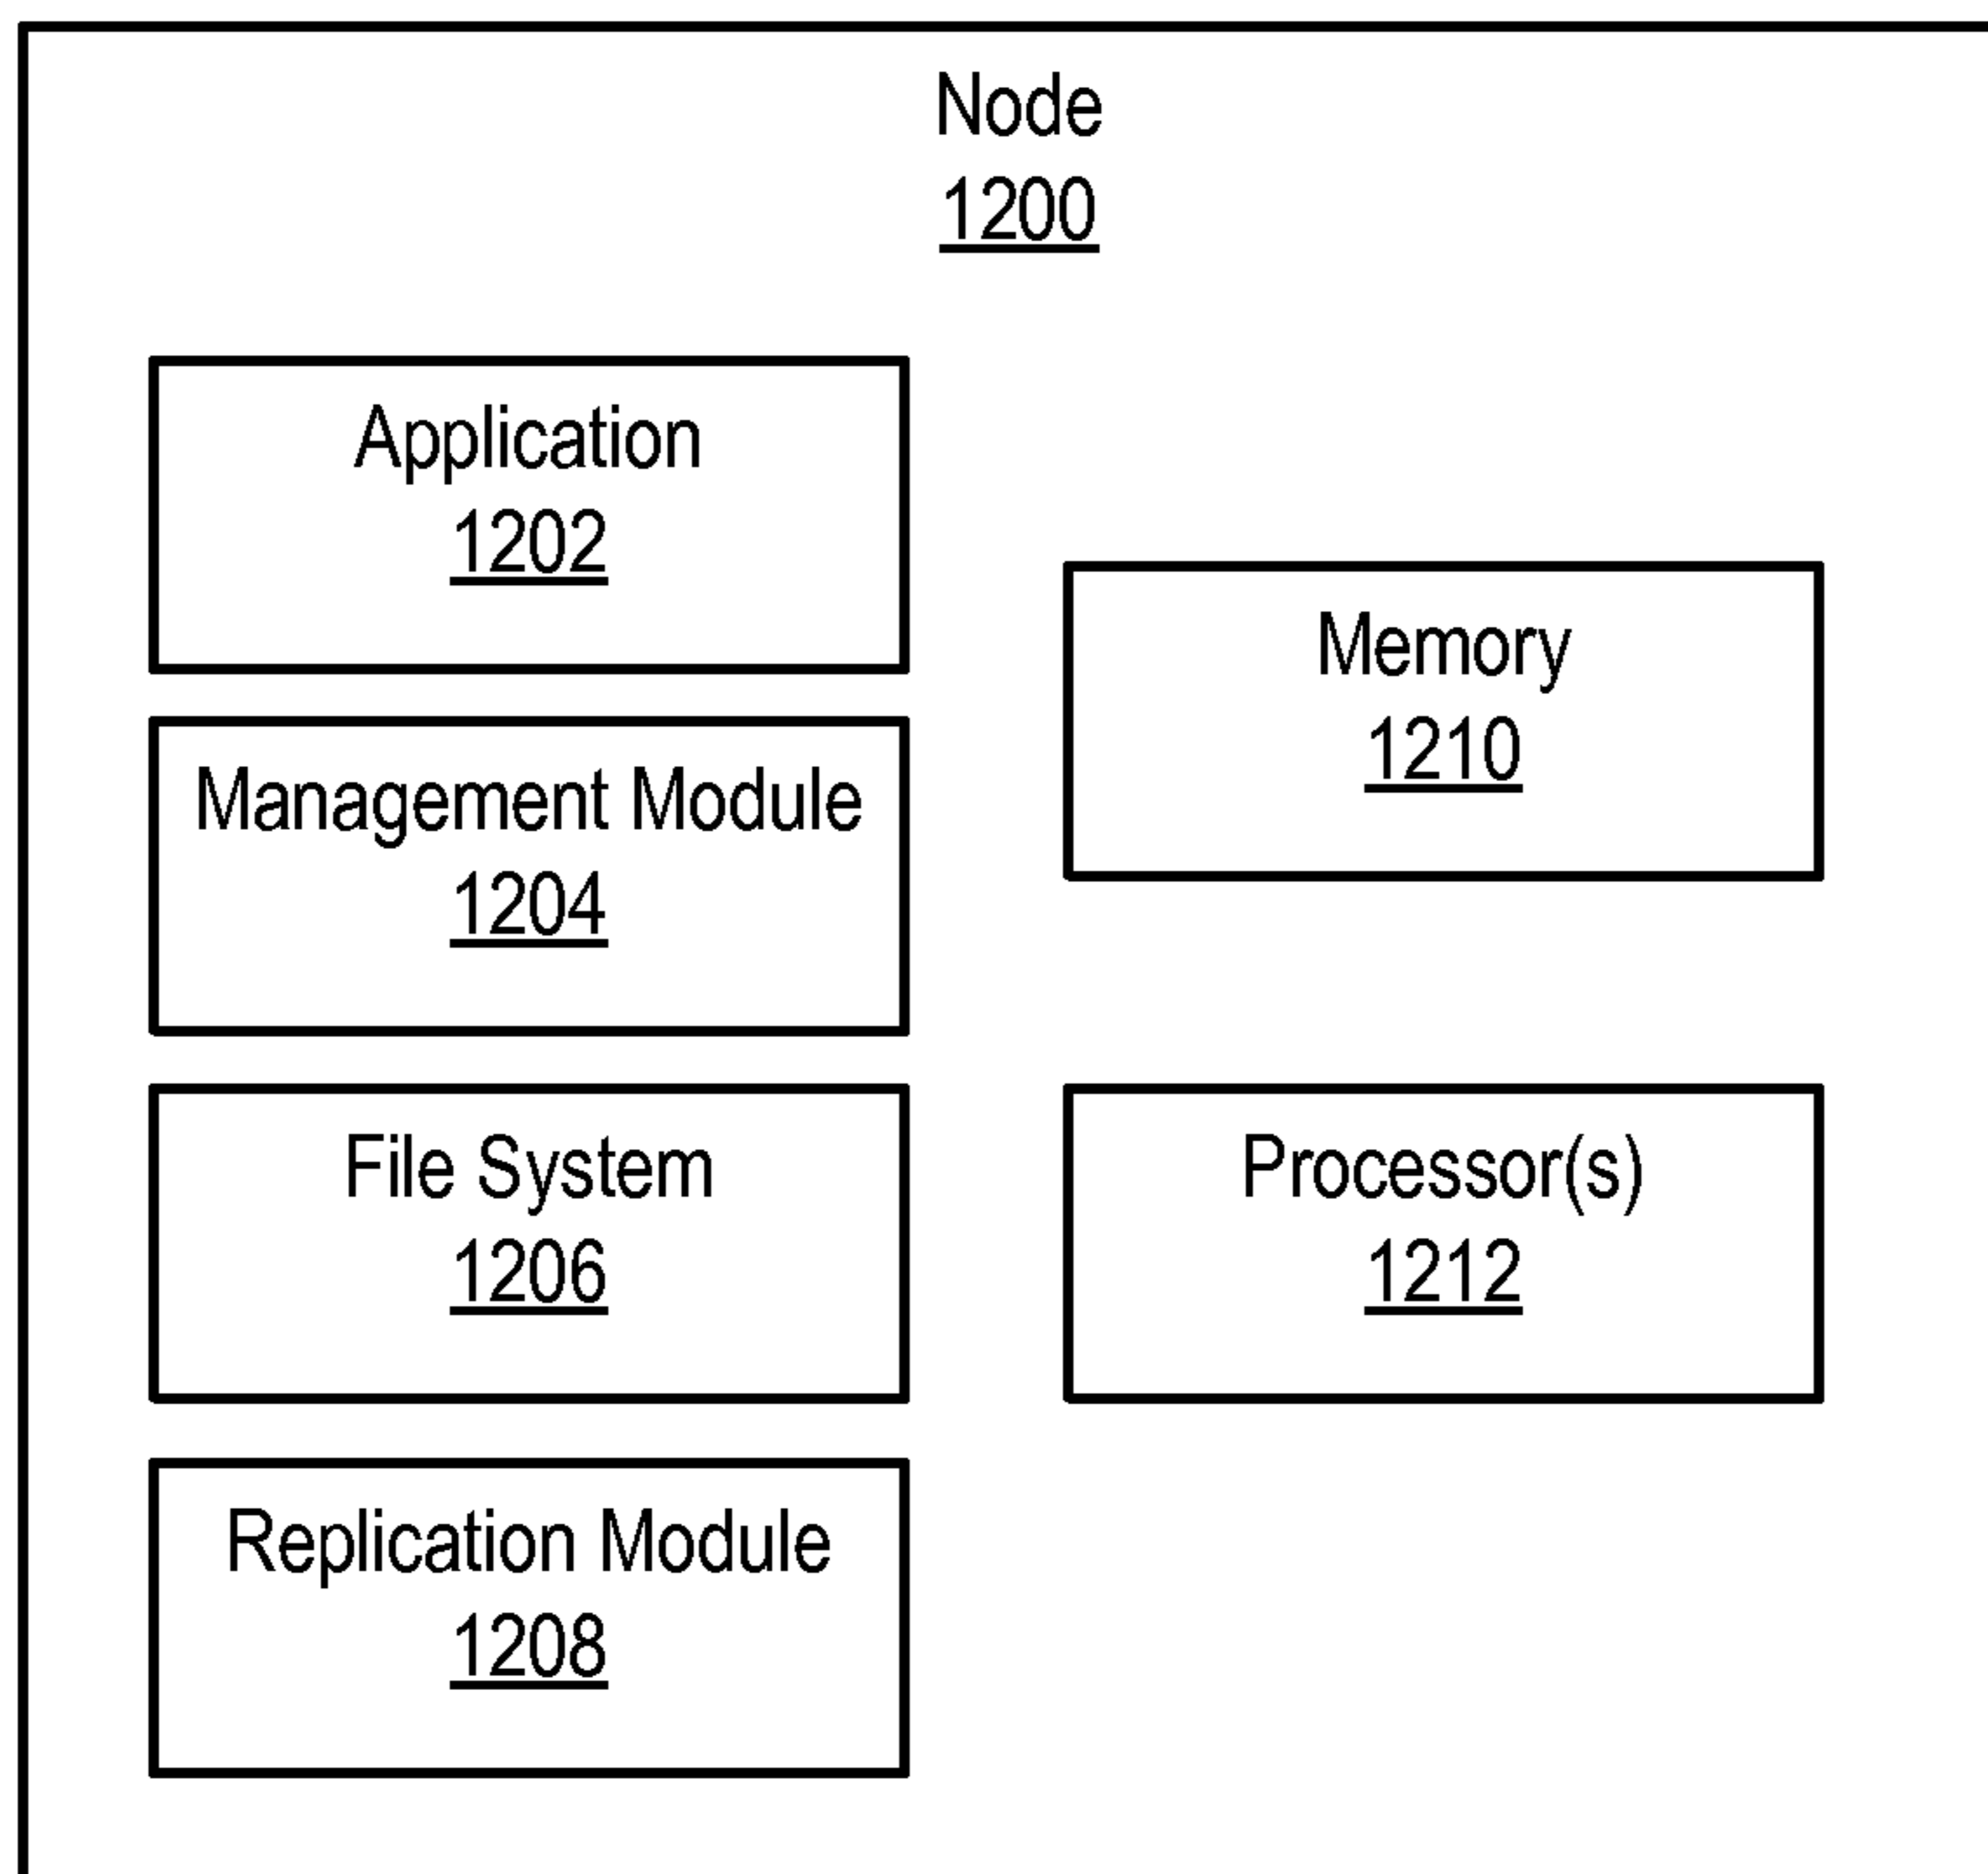 Node
1200
Application
1202
Management Module
1204
File System
1206
Replication Module
1208
Memory
1210
Processor(s)
1212